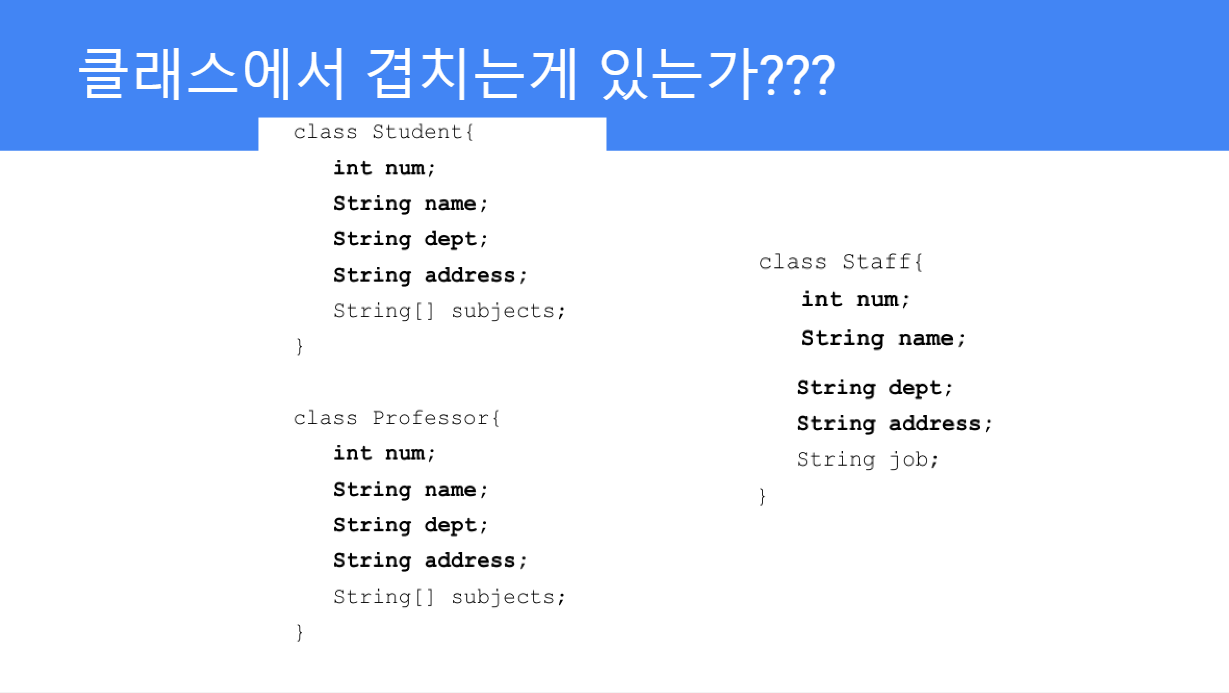 클래스에서 겹치는게 있는가???
class Student{
int num;
String name;
String dept;
String address;
String[] subjects;
}
class Professor{
int num;
String name;
String dept;
String address;
String[] subjects;
}
class Staff{
int num;
String name;
String dept;
String address;
String job;
}